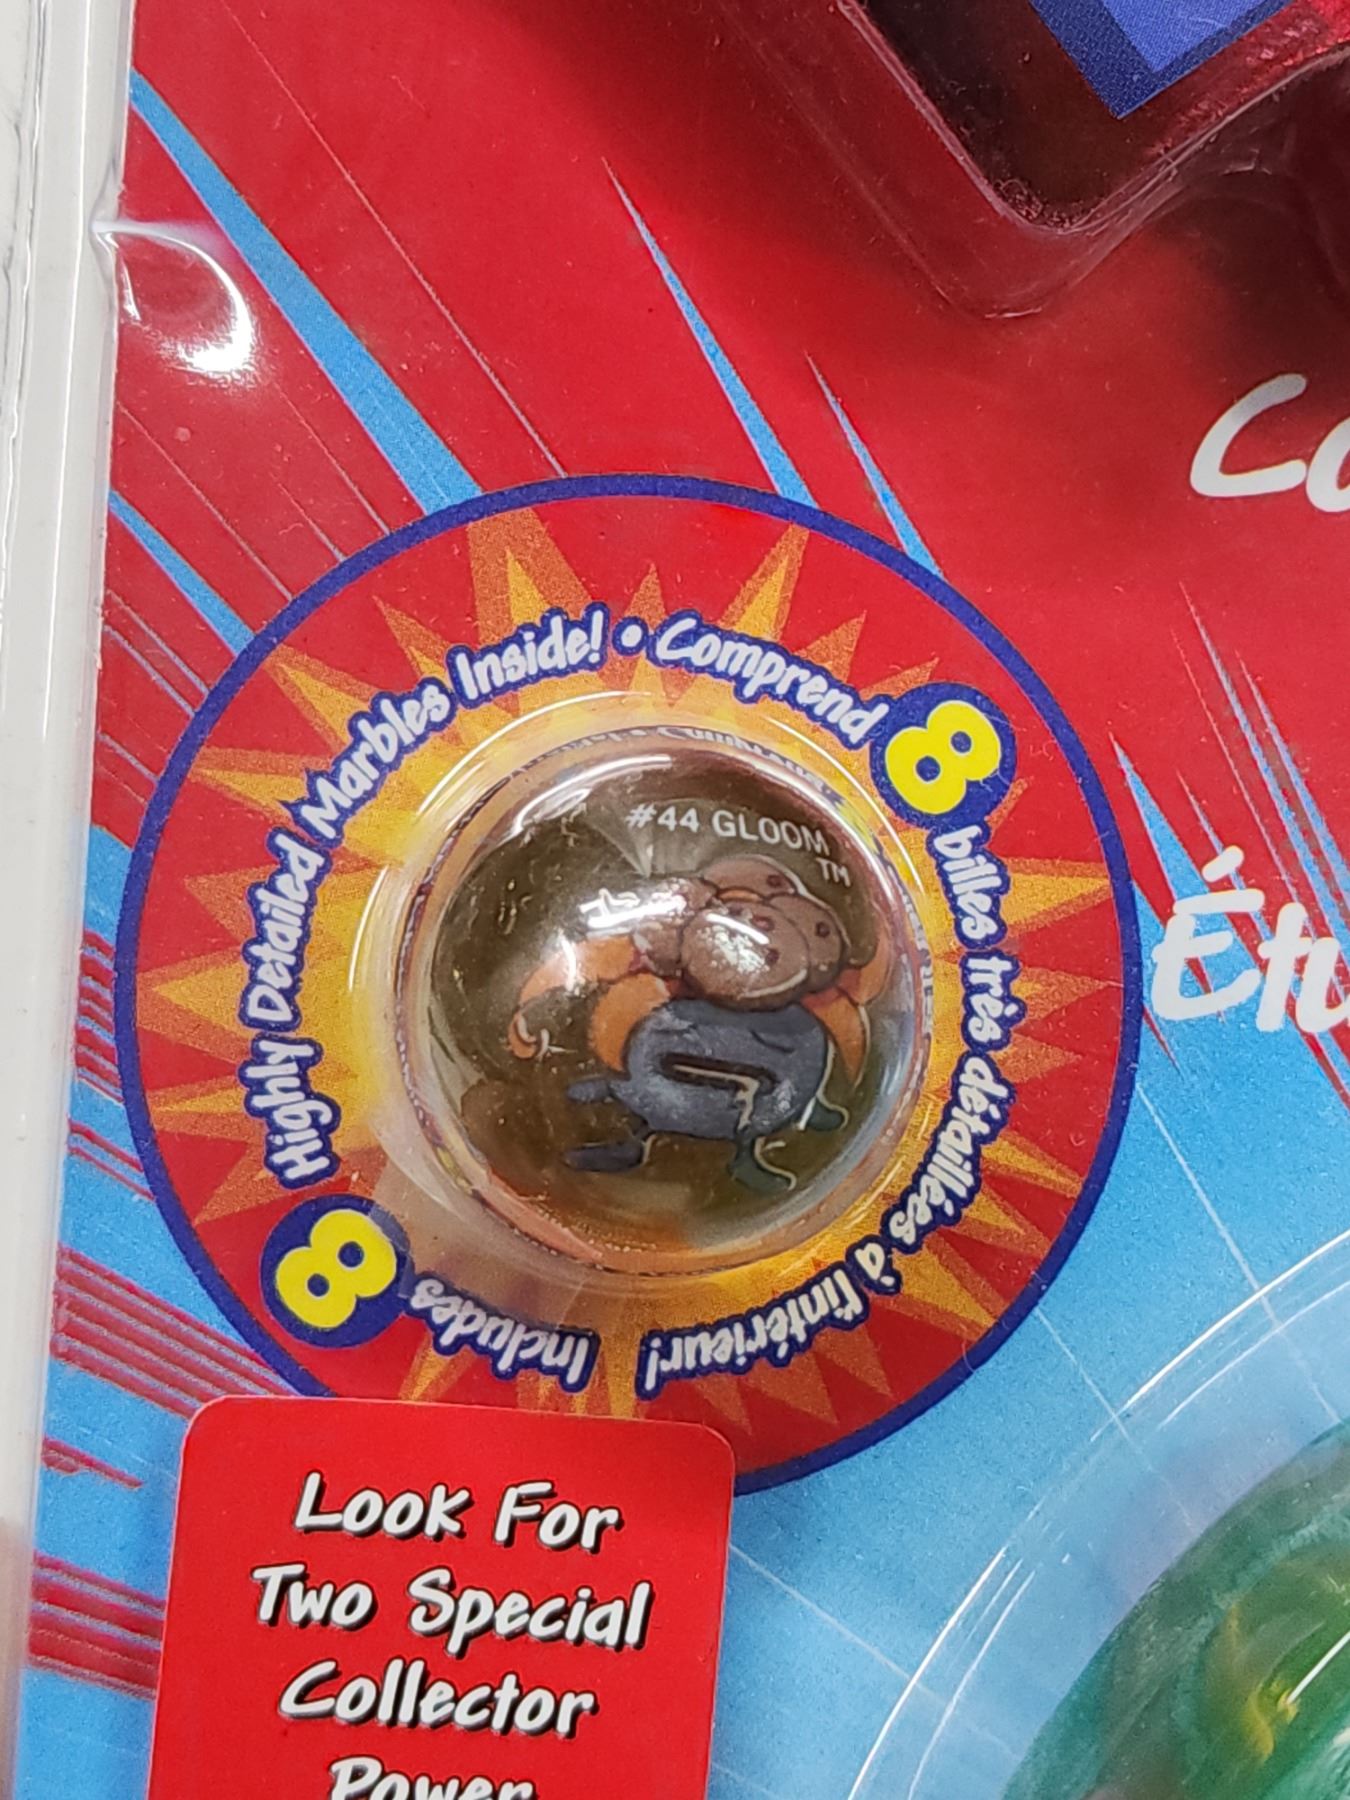 Includes 8 Highly Detailed Marbles Inside! • Comprend 8 billes très détaillées à l'intérieur!
#44 GLOOM
TM
Look For
Two Special
Collector
Power